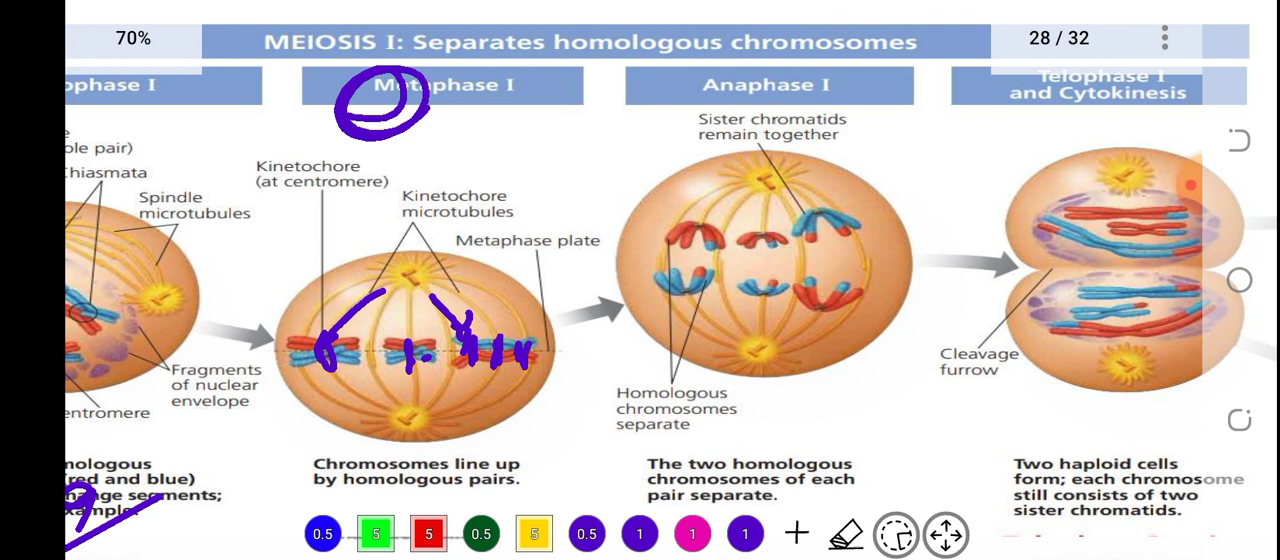 70%
MEIOSIS I: Separates homologous chromosomes
28 / 32
ophase I
Metaphase I
Anaphase I
Telophase I
and Cytokinesis
e
ole pair)
Chiasmata
Spindle
microtubules
Fragments
of nuclear
envelope
entromere
Kinetochore
(at centromere)
Kinetochore
microtubules
Metaphase plate
Sister chromatids
remain together
Homologous
chromosomes
separate
Cleavage
furrow
mologous
(red and blue)
hange segments;
xample
Chromosomes line up
by homologous pairs.
The two homologous
chromosomes of each
pair separate.
Two haploid cells
form; each chromosome
still consists of two
sister chromatids.
0.5 5 5 0.5 5 0.5 1 1 1